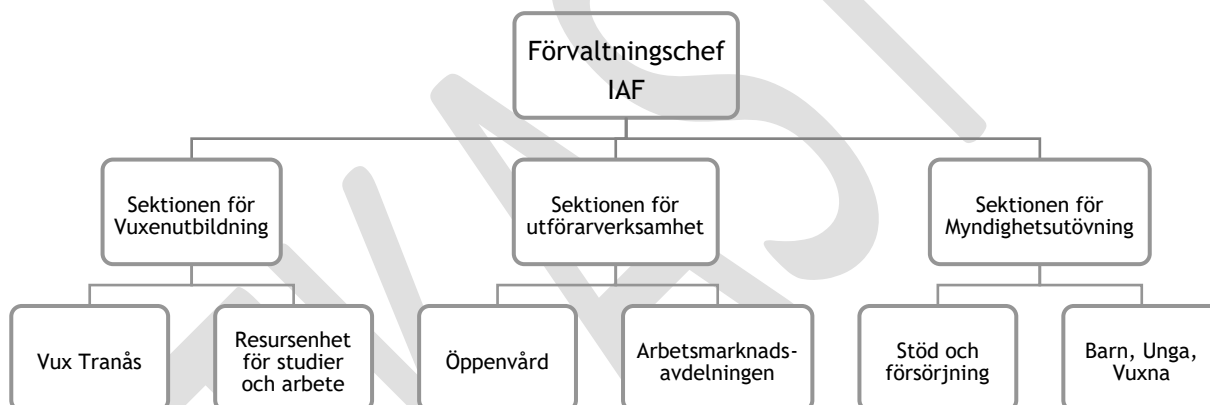 Förvaltningschef
IAF
Sektionen för
Vuxenutbildning
Sektionen för
utförarverksamhet
Sektionen för
Myndighetsutövning
Vux Tranås
Resursenhet
för studier
och arbete
Öppenvård
Arbetsmarknads-
avdelningen
Stöd och
försörjning
Barn, Unga,
Vuxna